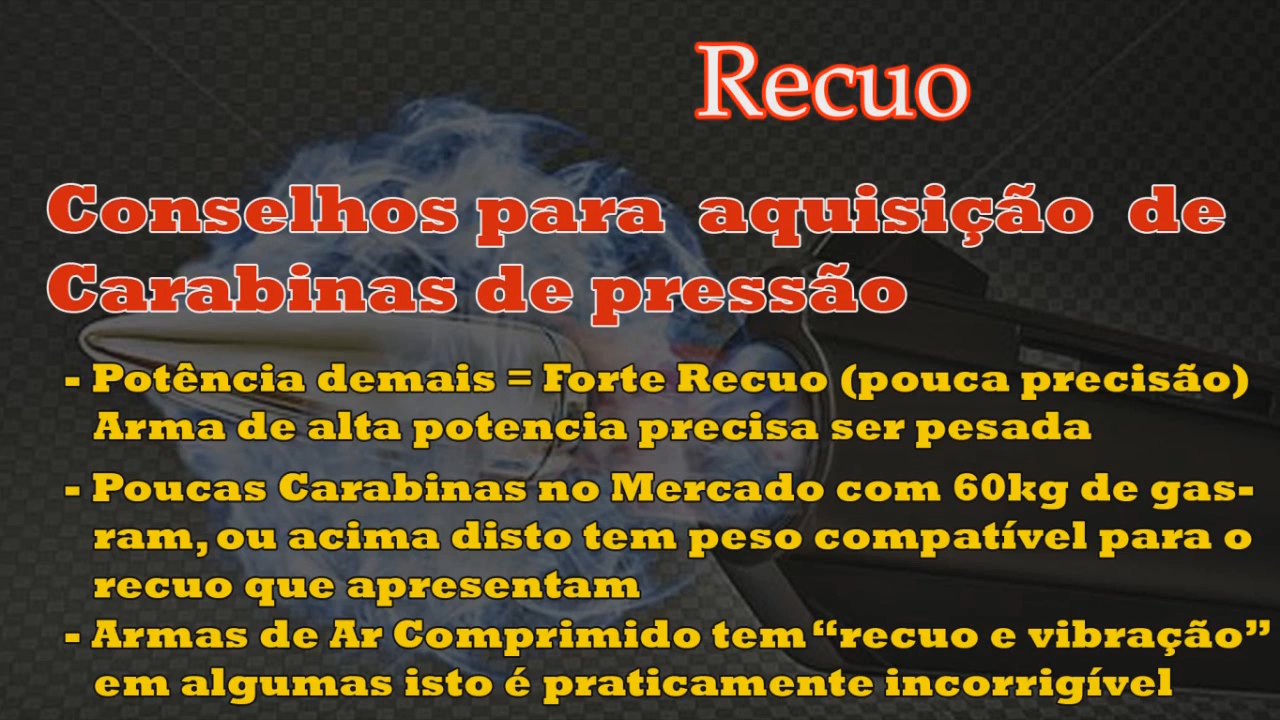 Recuo
Conselhos para aquisição de
Carabinas de pressão
- Potência demais = Forte Recuo (pouca precisão)
Arma de alta potencia precisa ser pesada
- Poucas Carabinas no Mercado com 60kg de gas-
ram, ou acima disto tem peso compatível para o
recuo que apresentam
- Armas de Ar Comprimido tem “recuo e vibração”
em algumas isto é praticamente incorrigível